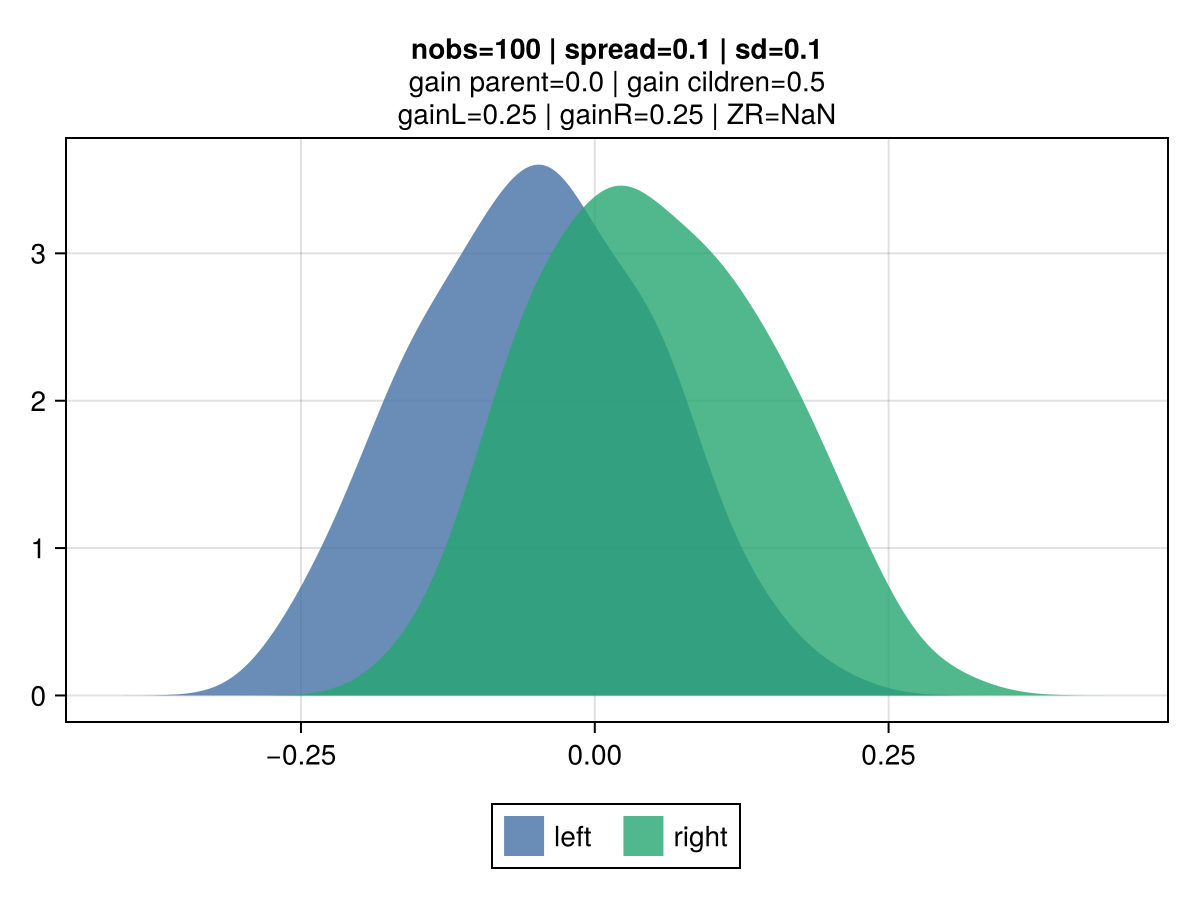 nobs=100 | spread=0.1 | sd=0.1
gain parent=0.0 | gain cildren=0.5
gainL=0.25 | gainR=0.25 | ZR=NaN
3
2
1
0
−0.25 0.00 0.25
left right